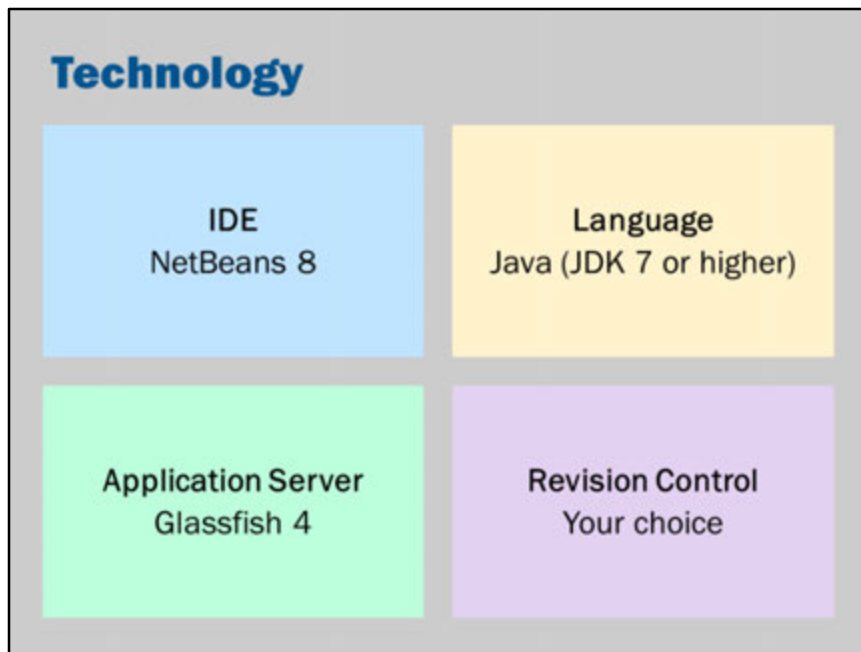 Technology
IDE
NetBeans 8
Language
Java (JDK 7 or higher)
Application Server
Glassfish 4
Revision Control
Your choice